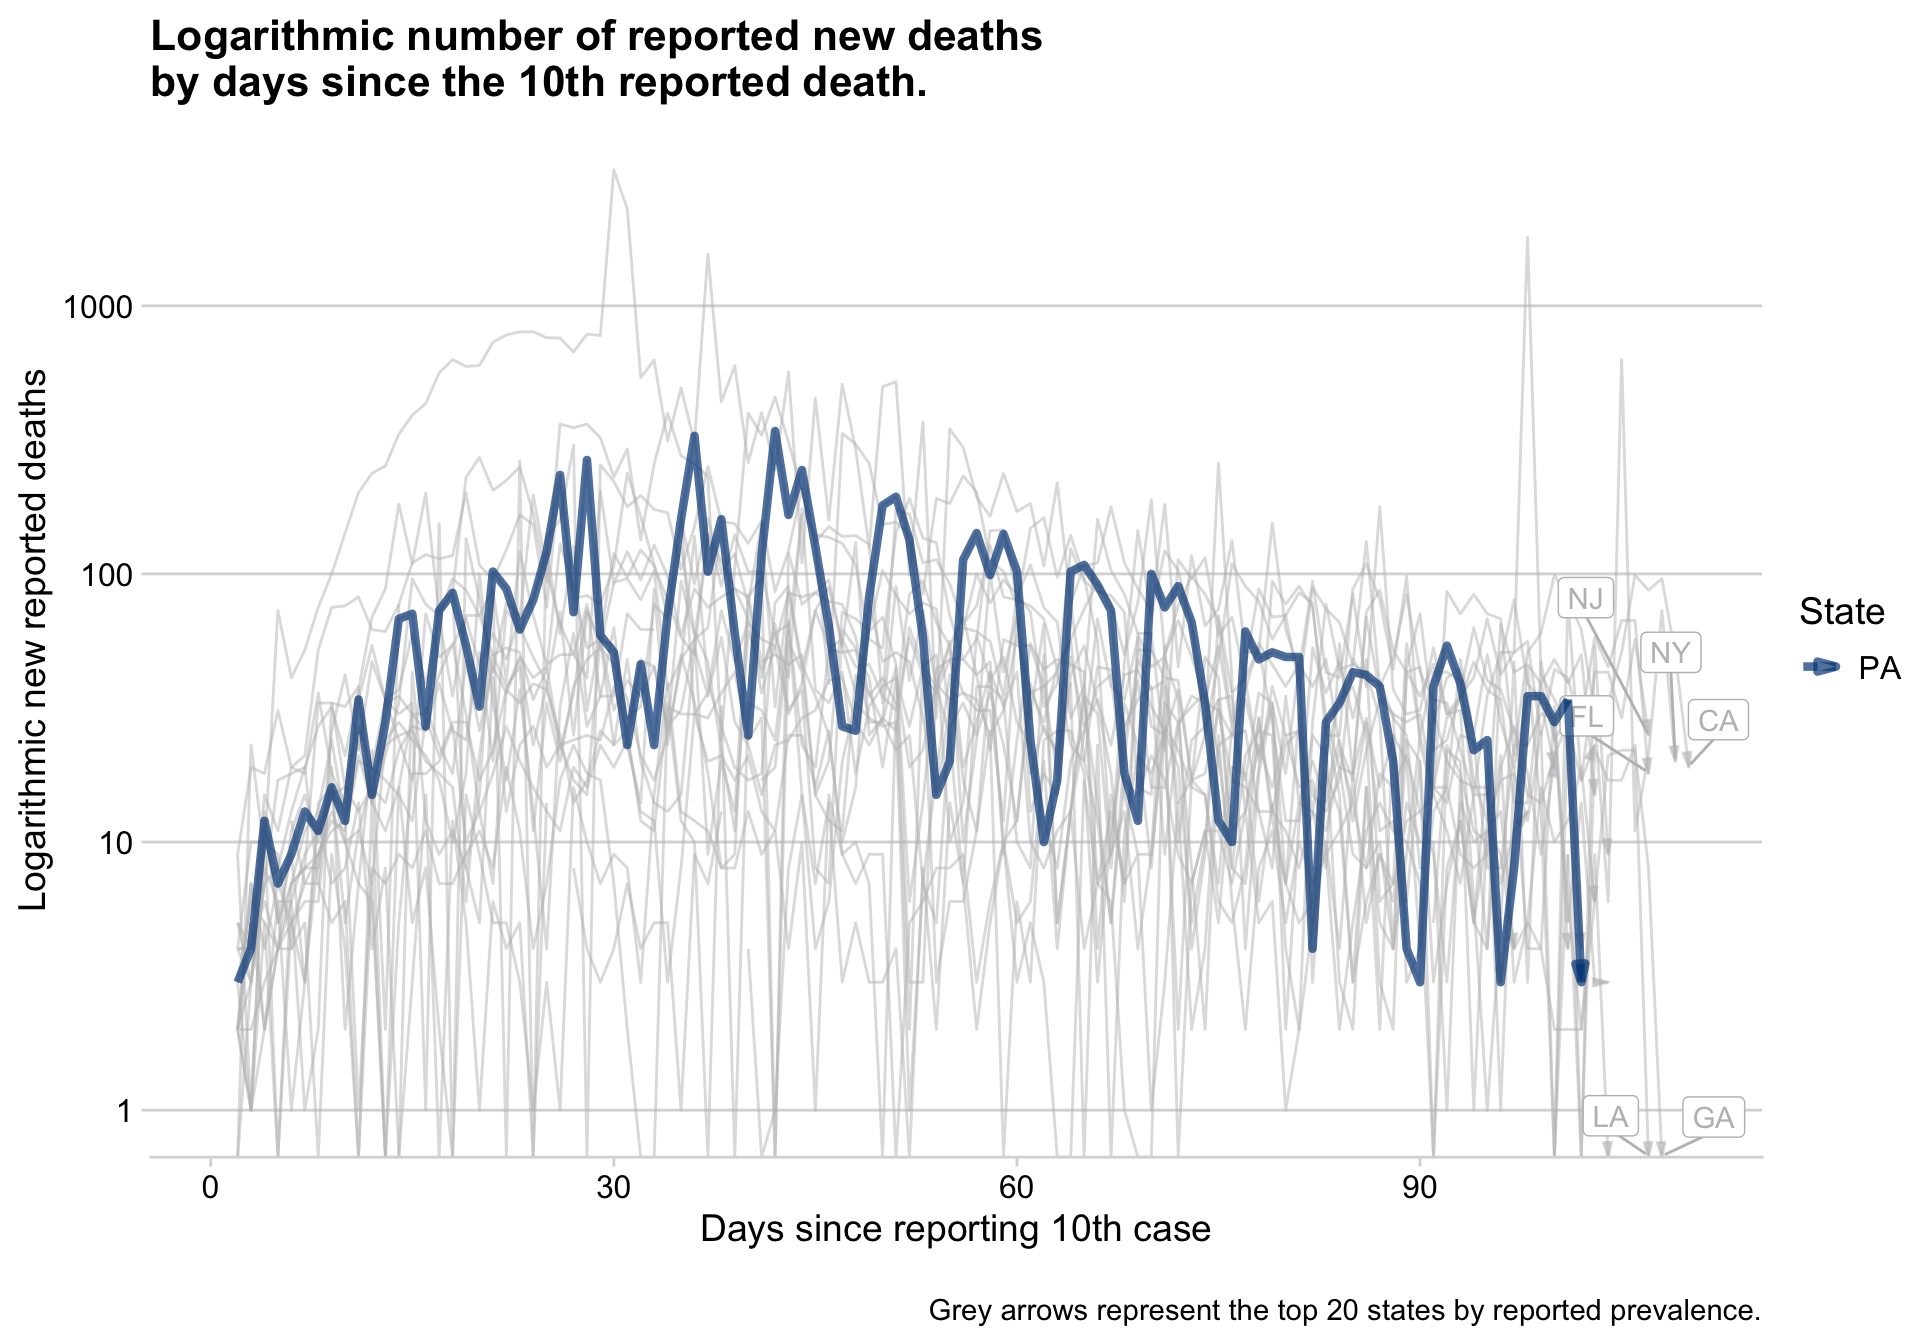 Logarithmic number of reported new deaths
by days since the 10th reported death.
Logarithmic new reported deaths
1000
100
10
1
NJ
NY
FL
CA
LA
GA
State
PA
0
30
60
90
Days since reporting 10th case
Grey arrows represent the top 20 states by reported prevalence.